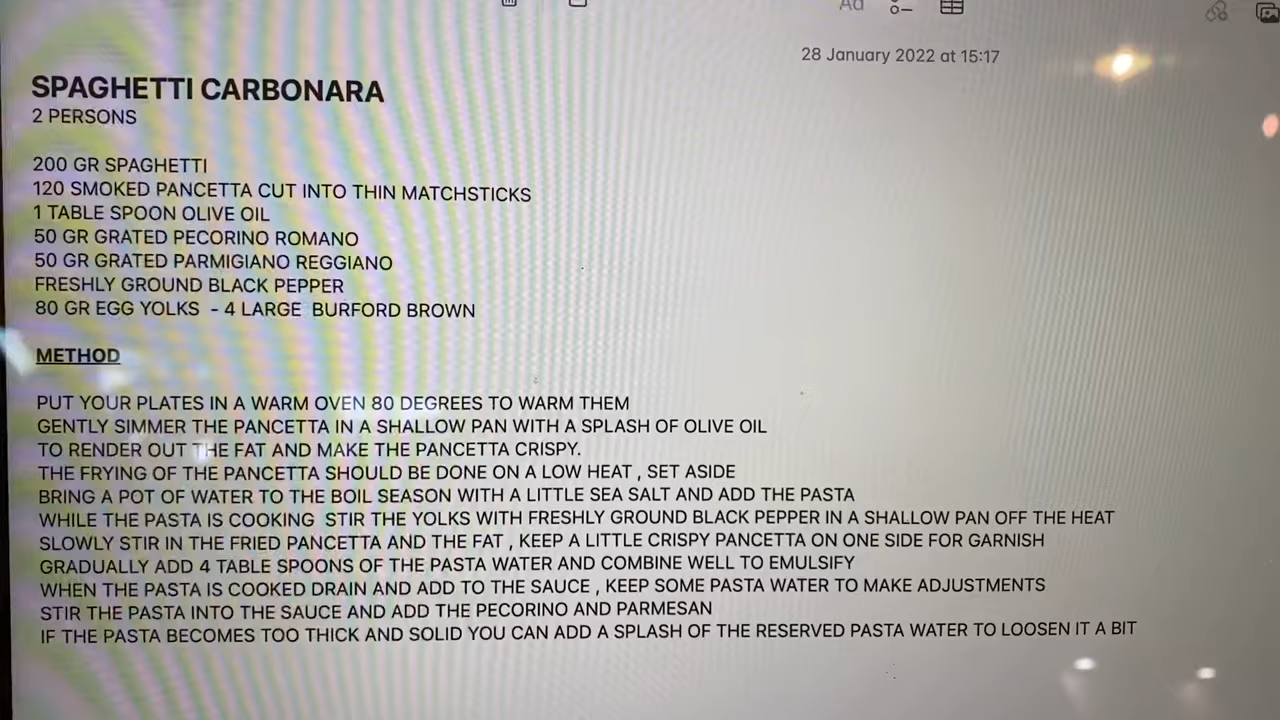 28 January 2022 at 15:17
SPAGHETTI CARBONARA
2 PERSONS
200 GR SPAGHETTI
120 SMOKED PANCETTA CUT INTO THIN MATCHSTICKS
1 TABLE SPOON OLIVE OIL
50 GR GRATED PECORINO ROMANO
50 GR GRATED PARMIGIANO REGGIANO
FRESHLY GROUND BLACK PEPPER
80 GR EGG YOLKS - 4 LARGE BURFORD BROWN
METHOD
PUT YOUR PLATES IN A WARM OVEN 80 DEGREES TO WARM THEM
GENTLY SIMMER THE PANCETTA IN A SHALLOW PAN WITH A SPLASH OF OLIVE OIL
TO RENDER OUT THE FAT AND MAKE THE PANCETTA CRISPY.
THE FRYING OF THE PANCETTA SHOULD BE DONE ON A LOW HEAT , SET ASIDE
BRING A POT OF WATER TO THE BOIL SEASON WITH A LITTLE SEA SALT AND ADD THE PASTA
WHILE THE PASTA IS COOKING STIR THE YOLKS WITH FRESHLY GROUND BLACK PEPPER IN A SHALLOW PAN OFF THE HEAT
SLOWLY STIR IN THE FRIED PANCETTA AND THE FAT , KEEP A LITTLE CRISPY PANCETTA ON ONE SIDE FOR GARNISH
GRADUALLY ADD 4 TABLE SPOONS OF THE PASTA WATER AND COMBINE WELL TO EMULSIFY
WHEN THE PASTA IS COOKED DRAIN AND ADD TO THE SAUCE , KEEP SOME PASTA WATER TO MAKE ADJUSTMENTS
STIR THE PASTA INTO THE SAUCE AND ADD THE PECORINO AND PARMESAN
IF THE PASTA BECOMES TOO THICK AND SOLID YOU CAN ADD A SPLASH OF THE RESERVED PASTA WATER TO LOOSEN IT A BIT